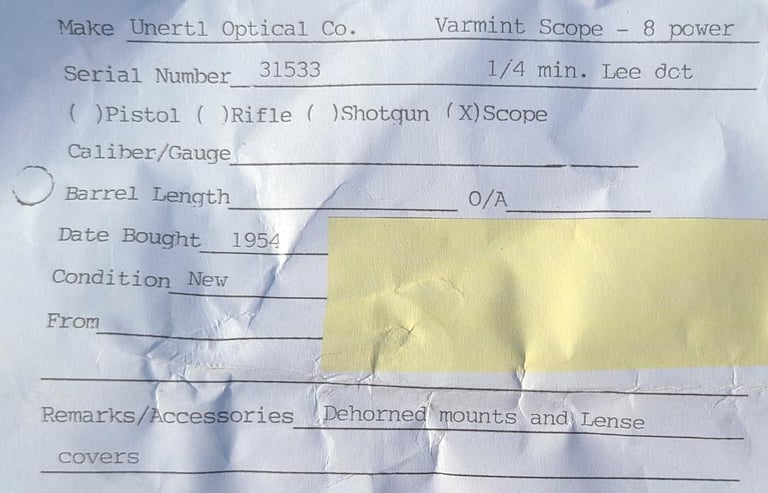 Make Unertl Optical Co. Varmint Scope - 8 power
Serial Number 31533 1/4 min. Lee dct
( )Pistol ( )Rifle ( )Shotgun (X)Scope
Caliber/Gauge
Barrel Length O/A
Date Bought 1954
Condition New
From
Remarks/Accessories Dehorned mounts and Lense
covers